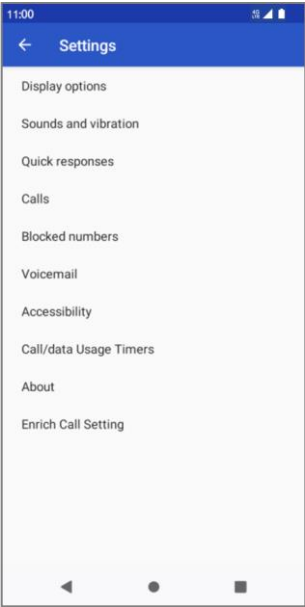 11:00
Settings
Display options
Sounds and vibration
Quick responses
Calls
Blocked numbers
Voicemail
Accessibility
Call/data Usage Timers
About
Enrich Call Setting